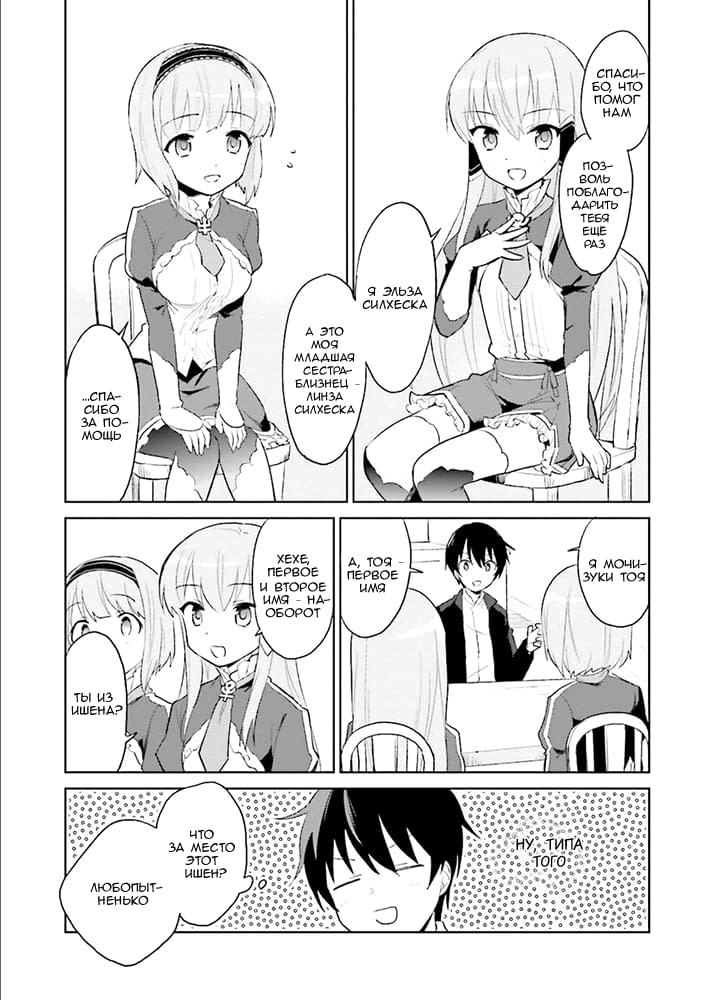 СПАСИ-
БО, ЧТО
ПОМОГ
НАМ
ПОЗ-
ВОЛЬ
ПОБЛАГО-
ДАРИТЬ
ТЕБЯ
ЕЩЕ
РАЗ
Я ЭЛЬЗА
СИЛХЕСКА
А ЭТО
МОЯ
МЛАДШАЯ
СЕСТРА-
БЛИЗНЕЦ -
ЛИНЗА
СИЛХЕСКА
...СПА-
СИБО
ЗА ПО-
МОЩЬ
Я МОЧИ-
ЗУКИ ТОЯ
А, ТОЯ -
ПЕРВОЕ
ИМЯ
ХЕХЕ,
ПЕРВОЕ
И ВТОРОЕ
ИМЯ - НА-
ОБОРОТ
ТЫ ИЗ
ИШЕНА?
НУ, ТИПА
ТОГО
ЧТО
ЗА МЕСТО
ЭТОТ
ИШЕН?
ЛЮБОПЫТ-
НЕНЬКО